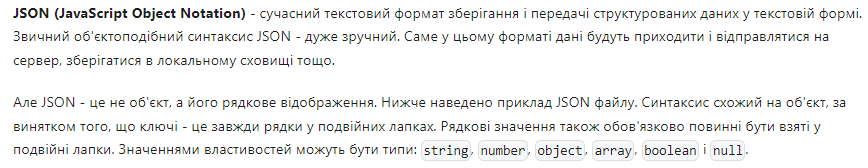 JSON (JavaScript Object Notation) - сучасний текстовий формат зберігання і передачі структурованих даних у текстовій формі.
Звичний об'єктоподібний синтаксис JSON - дуже зручний. Саме у цьому форматі дані будуть приходити і відправлятися на
сервер, зберігатися в локальному сховищі тощо.
Але JSON - це не об'єкт, а його рядкове відображення. Нижче наведено приклад JSON файлу. Синтаксис схожий на об'єкт, за
винятком того, що ключі - це завжди рядки у подвійних лапках. Рядкові значення також обов'язково повинні бути взяті у
подвійні лапки. Значеннями властивостей можуть бути типи: string, number, object, array, boolean і null.